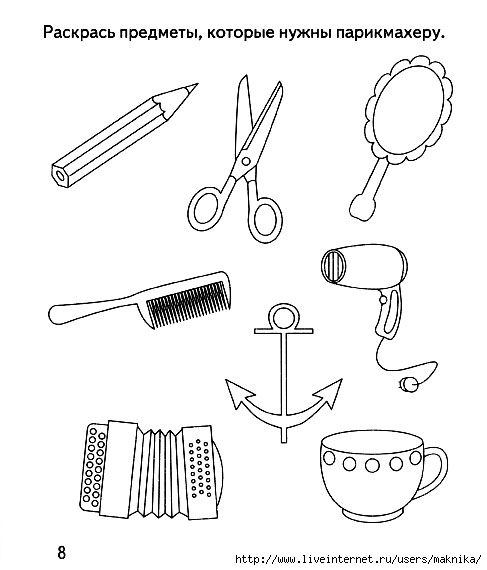 Раскрась предметы, которые нужны парикмахеру.
8
http://www.liveinternet.ru/users/maknika/